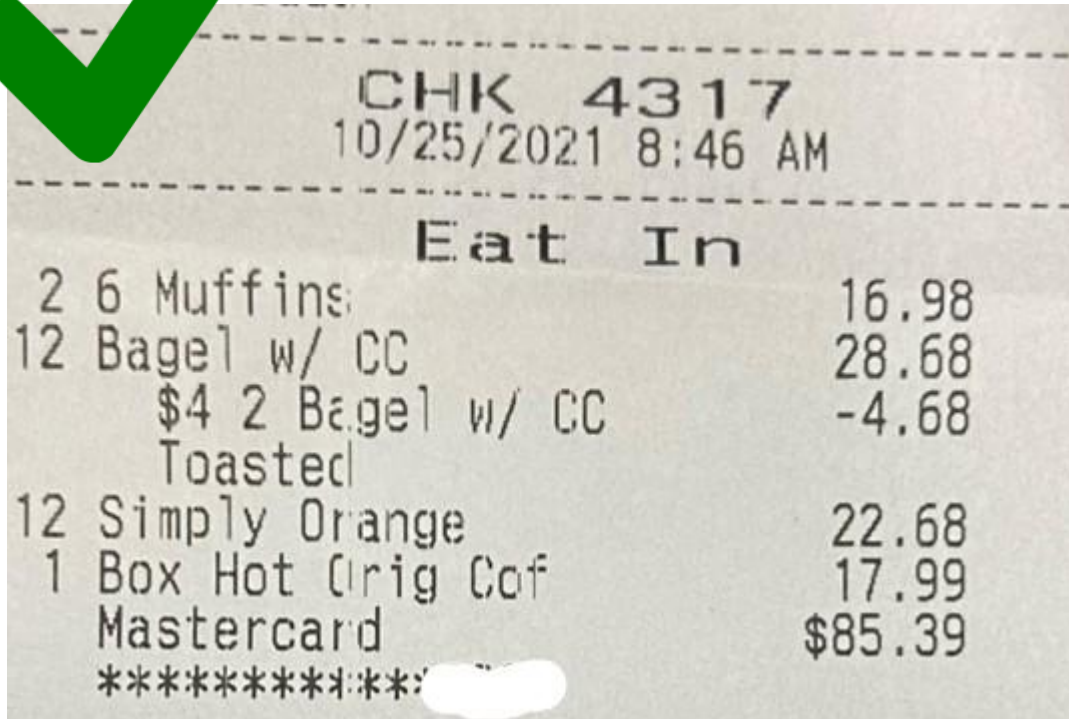 CHK 4317
10/25/2021 8:46 AM
Eat In
2 6 Muffins 16.98
12 Bagel w/ CC 28.68
$4 2 Bagel w/ CC -4.68
Toasted
12 Simply Orange 22.68
1 Box Hot Orig Cof 17.99
Mastercard $85.39